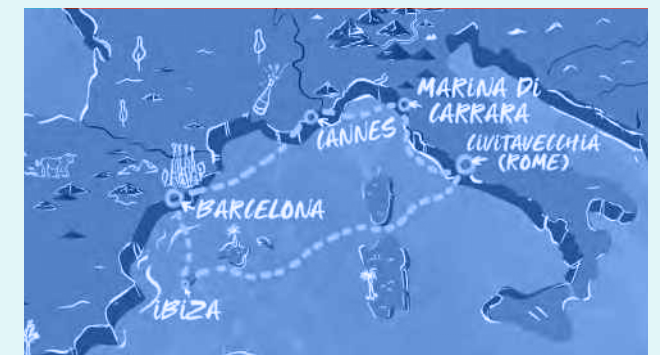 MARINA DI
CARRARA
CANNES
CIVITAVECCHIA
(ROME)
BARCELONA
IBIZA